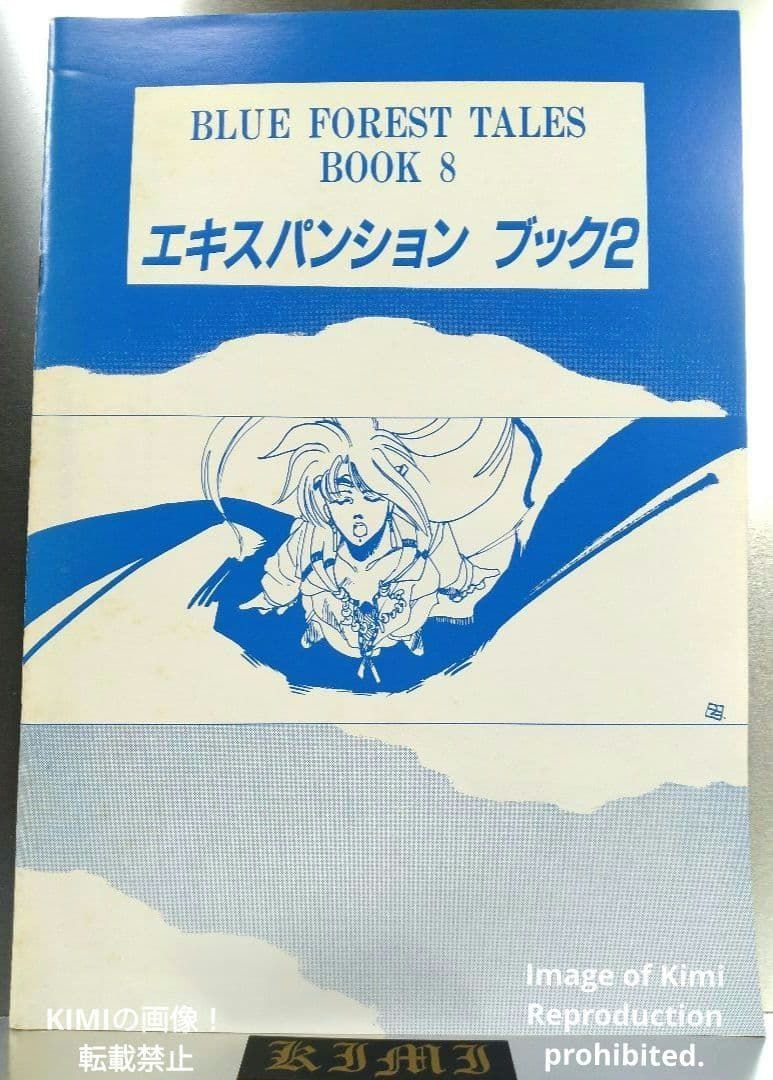 BLUE FOREST TALES
BOOK 8
エキスパンション ブック2
Image of Kimi
Reproduction
prohibited.
KIMIの画像！
転載禁止
KIMI